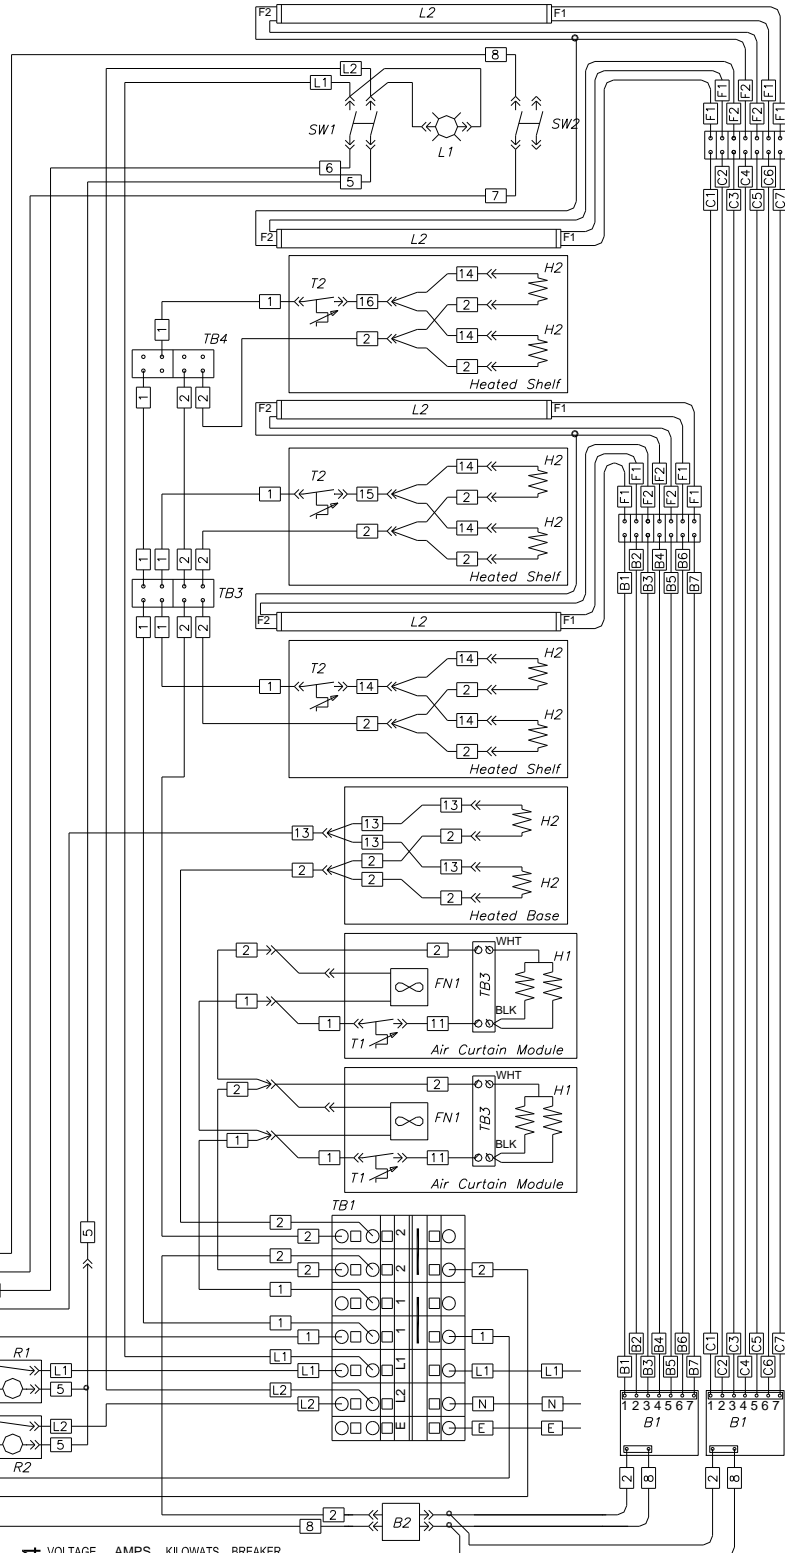 F2 L2 F1
8
L2
L1
SW1 L1 SW2
F1 F1 F2 F2 F2 F1 F1
6
5
7
C1 C2 C3 C4 C5 C6 C7
F2 L2 F1
T2 14 H2
1 16 2
1 14 H2
TB4 2 2
Heated Shelf
1 2 2
F2 L2 F1
T2 14 H2
1 15 2
14 H2
2 2
Heated Shelf
F1 F1 F2 F2 F2 F1 F1
B1 B2 B3 B4 B5 B6 B7
1 1 2 2
TB3
1 1 2 2
F2 L2 F1
T2 14 H2
1 14 2
14 H2
2 2
Heated Shelf
13 13 13 2 H2
13 2 2 2
13 2 H2
Heated Base
2 2 WHT
TB3 H1
FN1
1 BLK
1 T1 11
Air Curtain Module
2 2 WHT
TB3 H1
FN1
1 BLK
1 T1 11
Air Curtain Module
TB1
5
2 2 2
2 2 2
1 1
1 1 1
L1 L1 L1 L1 L1
L2 L2 L2 N N
E E E
R1
L1
5
L2
5
R2
B1 B2 B3 B4 B5 B6 B7
C1 C2 C3 C4 C5 C6 C7
1 2 3 4 5 6 7
B1
1 2 3 4 5 6 7
B1
2 8 2 8
2
8
B2
VOLTAGE AMPS KILOWATS BREAKER